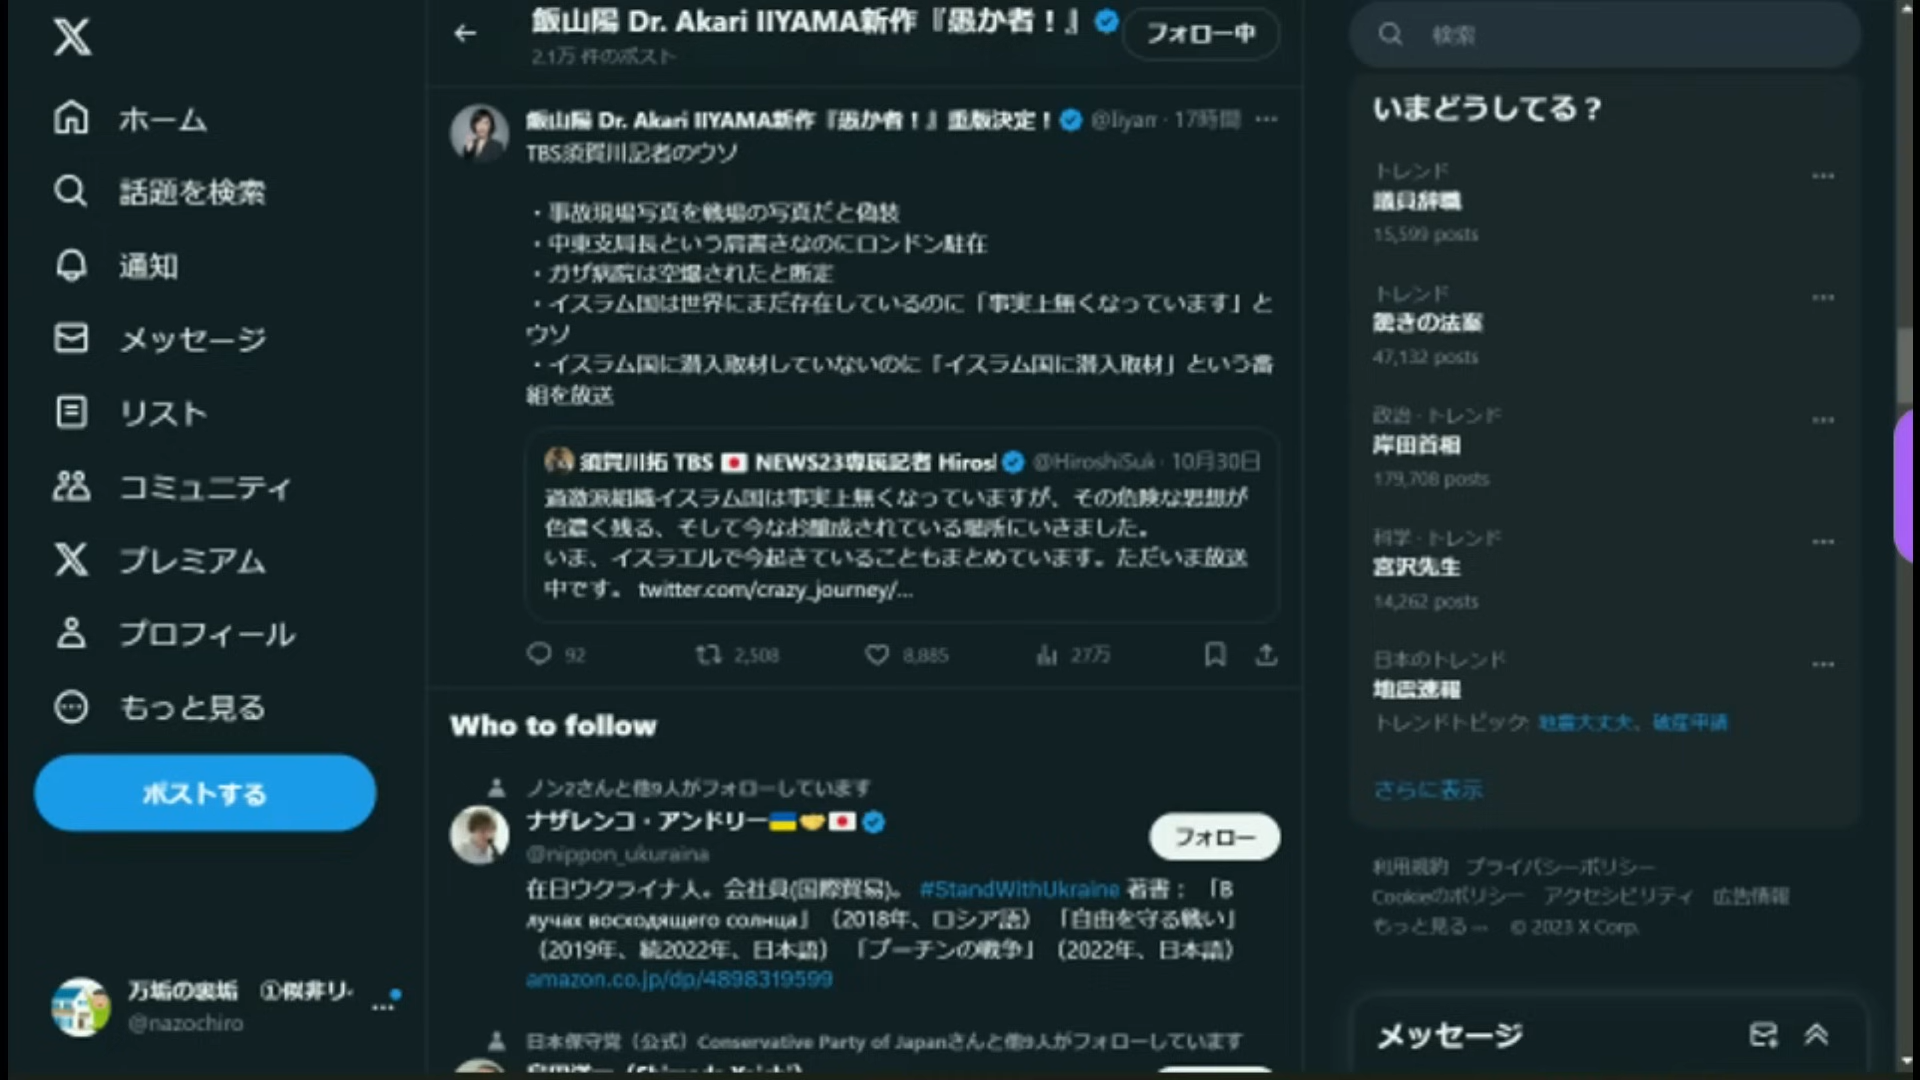 ホーム
話題を検索
通知
メッセージ
リスト
コミュニティ
プレミアム
プロフィール
もっと見る
ポストする
万垢の裏垢 ①似非リ
@nazochiro
飯山陽 Dr. Akari IIYAMA新作『愚か者！』
フォロー中
2.1万 件のポスト
飯山陽 Dr. Akari IIYAMA新作『愚か者！』重版決定！ @Iiyam · 17時間
TBS須賀川記者のウソ
・事故現場写真を戦場の写真だと偽装
・中東支局長という肩書きなのにロンドン駐在
・ガザ病院は空爆されたと断定
・イスラム国は世界にまだ存在しているのに「事実上無くなっています」と
ウソ
・イスラム国に潜入取材していないのに「イスラム国に潜入取材」という番
組を放送
須賀川拓 TBS 🇯🇵 NEWS23専属記者 Hirosl @HiroshiSuk · 10月30日
過激派組織イスラム国は事実上無くなっていますが、その危険な思想が
色濃く残る、そして今なお醸成されている場所にいきました。
いま、イスラエルで今起きていることもまとめています。ただいま放送
中です。 twitter.com/crazy_journey/...
92 2,508 8,885 27万
Who to follow
ノン2さんと他9人がフォローしています
ナザレンコ・アンドリー🇺🇦🤝🇯🇵
フォロー
@nippon_ukuraina
在日ウクライナ人。会社員(国際貿易)。 #StandWithUkraine 著書：「В
лучах восходящего солнца」（2018年、ロシア語）「自由を守る戦い」
（2019年、続2022年、日本語）「プーチンの戦争」（2022年、日本語）
amazon.co.jp/dp/4898319599
日本保守党（公式）Conservative Party of Japanさんと他9人がフォローしています
検索
いまどうしてる？
トレンド
議員辞職
15,599 posts
トレンド
驚きの法案
47,132 posts
政治・トレンド
岸田首相
179,708 posts
科学・トレンド
宮沢先生
14,262 posts
日本のトレンド
地震速報
トレンドトピック: 地震大丈夫、破産申請
さらに表示
利用規約 プライバシーポリシー
Cookieのポリシー アクセシビリティ 広告情報
もっと見る ··· © 2023 X Corp.
メッセージ